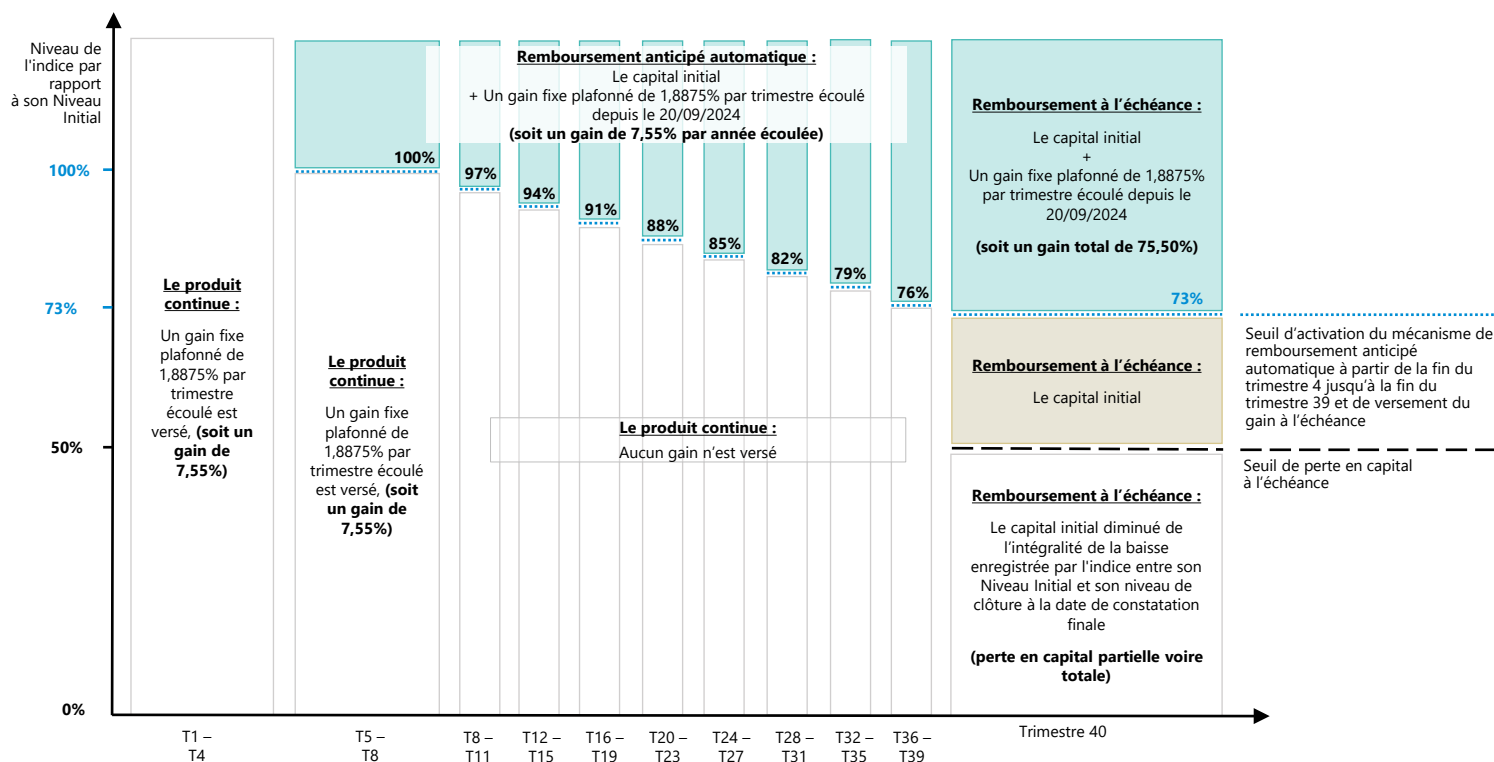 Niveau de
l'indice par
rapport
à son Niveau
Initial
100%
73%
50%
0%
Le produit
continue :
Un gain fixe
plafonné de
1,8875% par
trimestre
écoulé est
versé, (soit un
gain de
7,55%)
100%
Le produit
continue :
Un gain fixe
plafonné de
1,8875% par
trimestre écoulé
est versé, (soit
un gain de
7,55%)
Remboursement anticipé automatique :
Le capital initial
+ Un gain fixe plafonné de 1,8875% par trimestre écoulé
depuis le 20/09/2024
(soit un gain de 7,55% par année écoulée)
97%
94%
91%
88%
85%
82%
79%
76%
Le produit continue :
Aucun gain n'est versé
Remboursement à l'échéance :
Le capital initial
+
Un gain fixe plafonné de 1,8875%
par trimestre écoulé depuis le
20/09/2024
(soit un gain total de 75,50%)
73%
Remboursement à l'échéance :
Le capital initial
Remboursement à l'échéance :
Le capital initial diminué de
l'intégralité de la baisse
enregistrée par l'indice entre son
Niveau Initial et son niveau de
clôture à la date de constatation
finale
(perte en capital partielle voire
totale)
Seuil d'activation du mécanisme de
remboursement anticipé
automatique à partir de la fin du
trimestre 4 jusqu'à la fin du
trimestre 39 et de versement du
gain à l'échéance
Seuil de perte en capital
à l'échéance
T1 –
T4
T5 –
T8
T8 –
T11
T12 –
T15
T16 –
T19
T20 –
T23
T24 –
T27
T28 –
T31
T32 –
T35
T36 –
T39
Trimestre 40